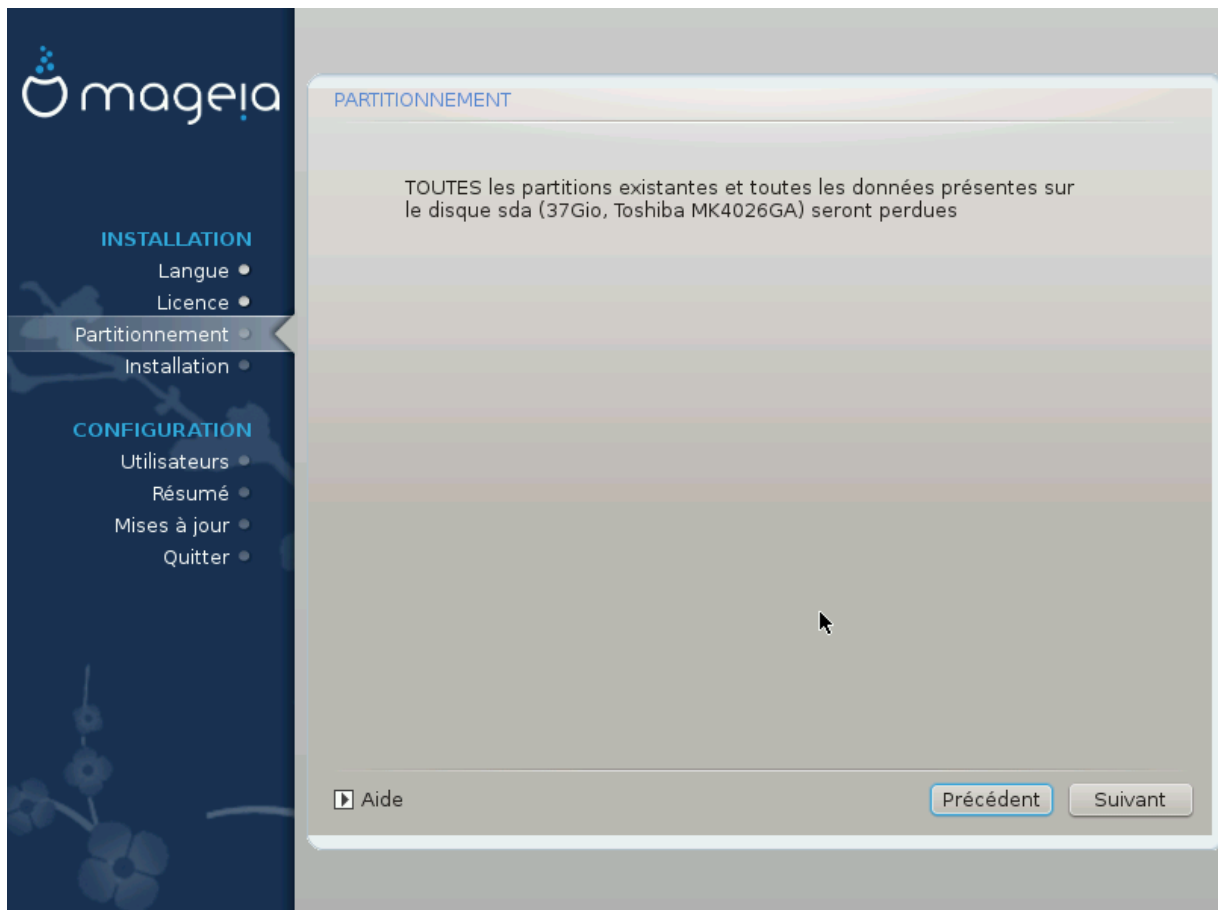 mageia
INSTALLATION
Langue
Licence
Partitionnement
Installation
CONFIGURATION
Utilisateurs
Résumé
Mises à jour
Quitter
PARTITIONNEMENT
TOUTES les partitions existantes et toutes les données présentes sur
le disque sda (37Gio, Toshiba MK4026GA) seront perdues
Aide
Précédent
Suivant